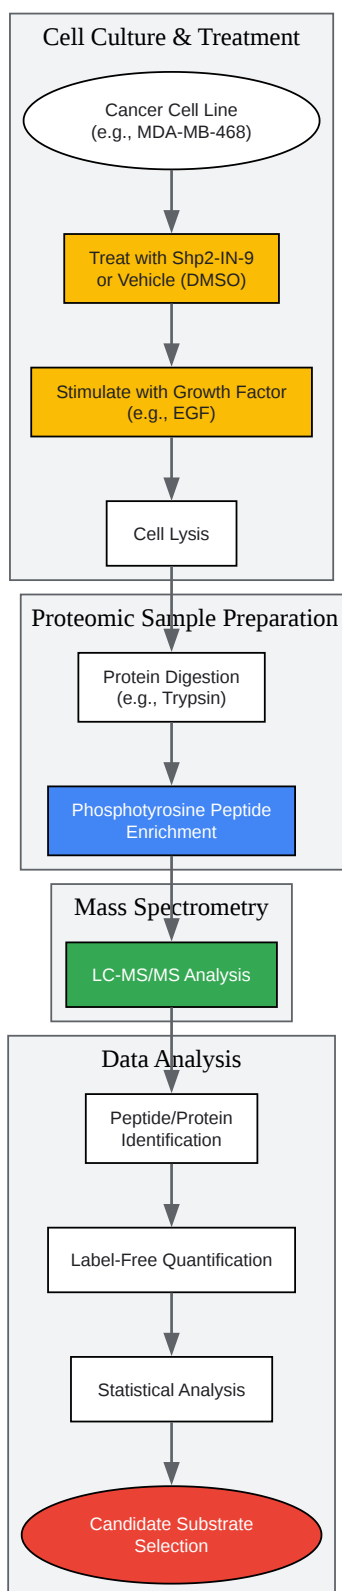 Cell Culture & Treatment
Cancer Cell Line
(e.g., MDA-MB-468)
Treat with Shp2-IN-9
or Vehicle (DMSO)
Stimulate with Growth Factor
(e.g., EGF)
Cell Lysis
Proteomic Sample Preparation
Protein Digestion
(e.g., Trypsin)
Phosphotyrosine Peptide
Enrichment
Mass Spectrometry
LC-MS/MS Analysis
Data Analysis
Peptide/Protein
Identification
Label-Free Quantification
Statistical Analysis
Candidate Substrate
Selection